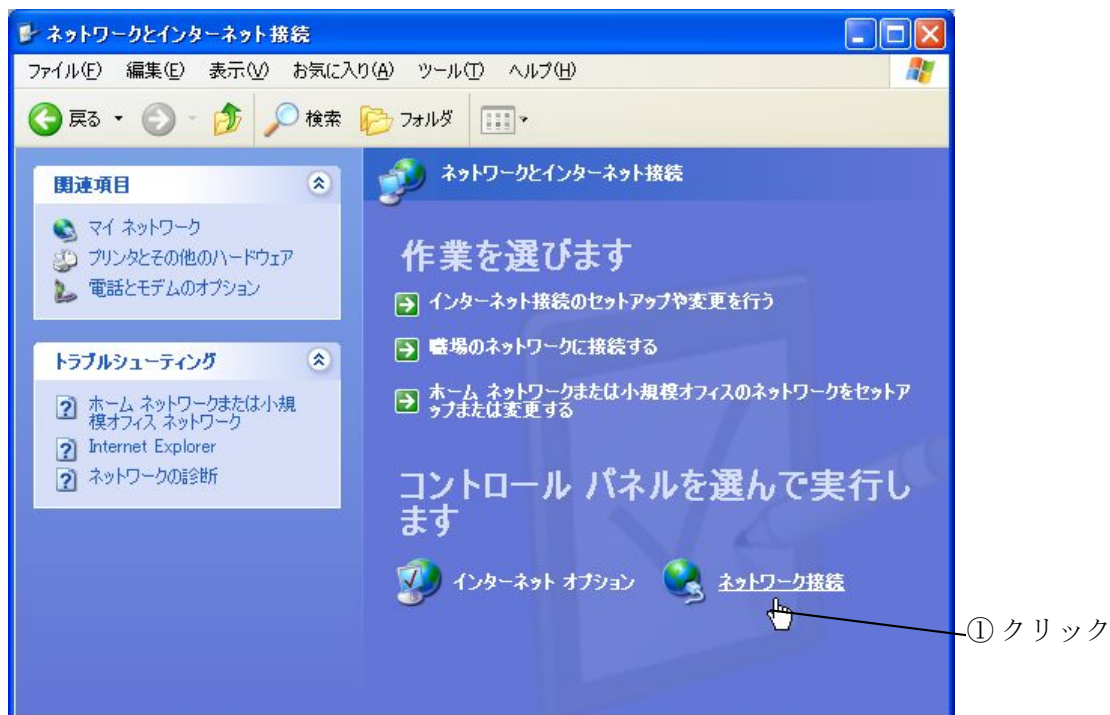 ネットワークとインターネット接続
ファイル(F) 編集(E) 表示(V) お気に入り(A) ツール(T) ヘルプ(H)
戻る 検索 フォルダ
関連項目
マイ ネットワーク
プリンタとその他のハードウェア
電話とモデムのオプション
トラブルシューティング
ホーム ネットワークまたは小規
模オフィス ネットワーク
Internet Explorer
ネットワークの診断
ネットワークとインターネット接続
作業を選びます
インターネット接続のセットアップや変更を行う
職場のネットワークに接続する
ホーム ネットワークまたは小規模オフィスのネットワークをセットア
ップまたは変更する
コントロール パネルを選んで実行し
ます
インターネット オプション ネットワーク接続
①クリック